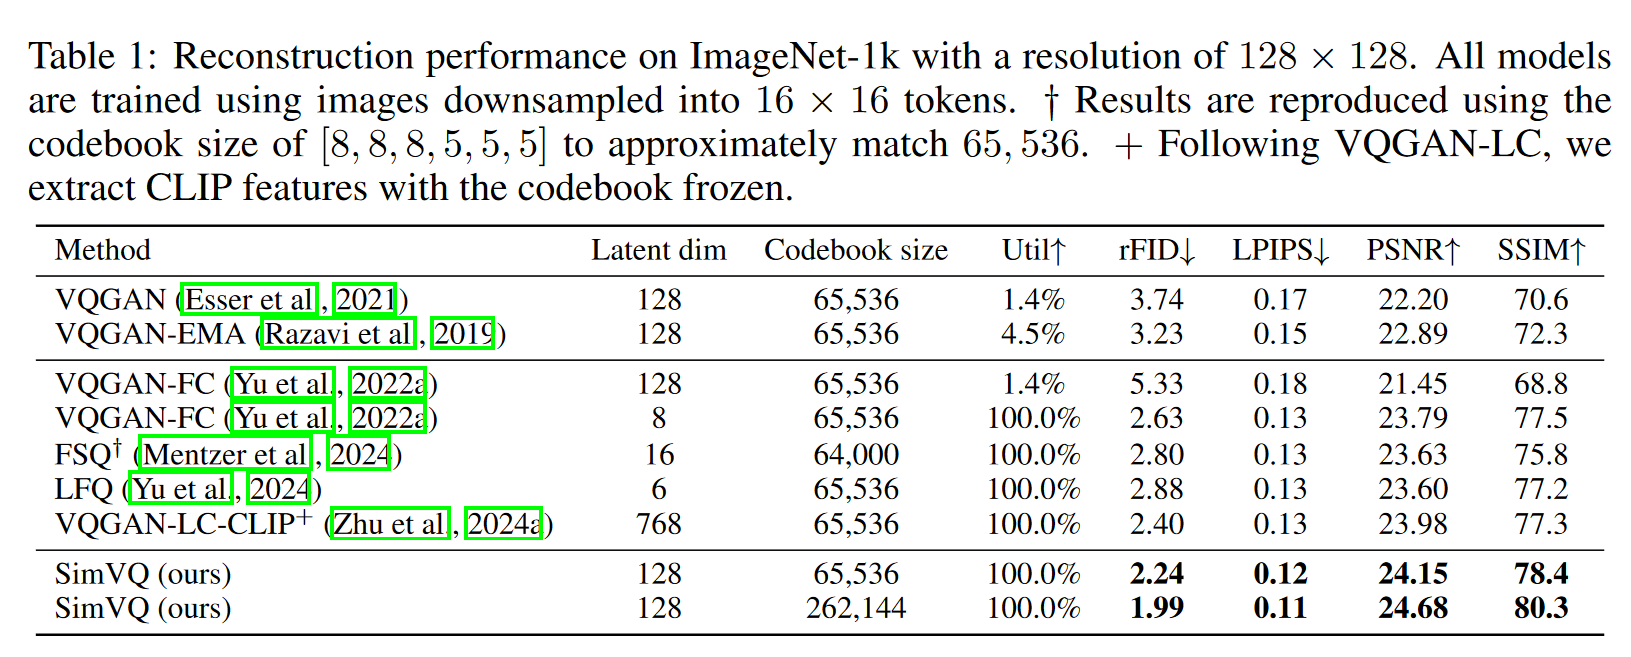 Table 1: Reconstruction performance on ImageNet-1k with a resolution of 128 × 128. All models
are trained using images downsampled into 16 × 16 tokens. † Results are reproduced using the
codebook size of [8, 8, 8, 5, 5, 5] to approximately match 65, 536. + Following VQGAN-LC, we
extract CLIP features with the codebook frozen.
Method Latent dim Codebook size Util↑ rFID↓ LPIPS↓ PSNR↑ SSIM↑
VQGAN (Esser et al., 2021) 128 65,536 1.4% 3.74 0.17 22.20 70.6
VQGAN-EMA (Razavi et al., 2019) 128 65,536 4.5% 3.23 0.15 22.89 72.3
VQGAN-FC (Yu et al., 2022a) 128 65,536 1.4% 5.33 0.18 21.45 68.8
VQGAN-FC (Yu et al., 2022a) 8 65,536 100.0% 2.63 0.13 23.79 77.5
FSQ† (Mentzer et al., 2024) 16 64,000 100.0% 2.80 0.13 23.63 75.8
LFQ (Yu et al., 2024) 6 65,536 100.0% 2.88 0.13 23.60 77.2
VQGAN-LC-CLIP+ (Zhu et al., 2024a) 768 65,536 100.0% 2.40 0.13 23.98 77.3
SimVQ (ours) 128 65,536 100.0% 2.24 0.12 24.15 78.4
SimVQ (ours) 128 262,144 100.0% 1.99 0.11 24.68 80.3